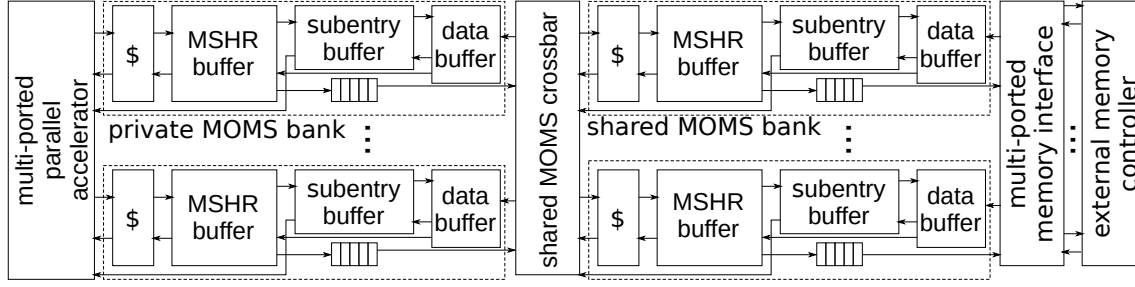 multi-ported
parallel
accelerator
$
MSHR
buffer
subentry
buffer
data
buffer
private MOMS bank
$
MSHR
buffer
subentry
buffer
data
buffer
shared MOMS crossbar
$
MSHR
buffer
subentry
buffer
data
buffer
shared MOMS bank
$
MSHR
buffer
subentry
buffer
data
buffer
multi-ported
memory interface
external memory
controller